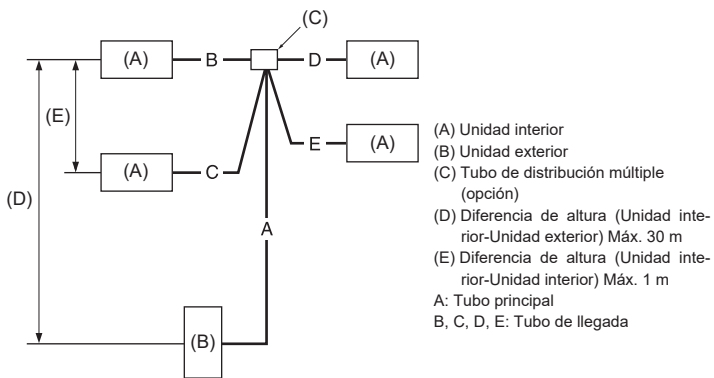 (C)
(A) B D (A)
(E)
(A) C E (A)
(D)
A
(B)
(A) Unidad interior
(B) Unidad exterior
(C) Tubo de distribución múltiple
(opción)
(D) Diferencia de altura (Unidad inte-
rior-Unidad exterior) Máx. 30 m
(E) Diferencia de altura (Unidad inte-
rior-Unidad interior) Máx. 1 m
A: Tubo principal
B, C, D, E: Tubo de llegada